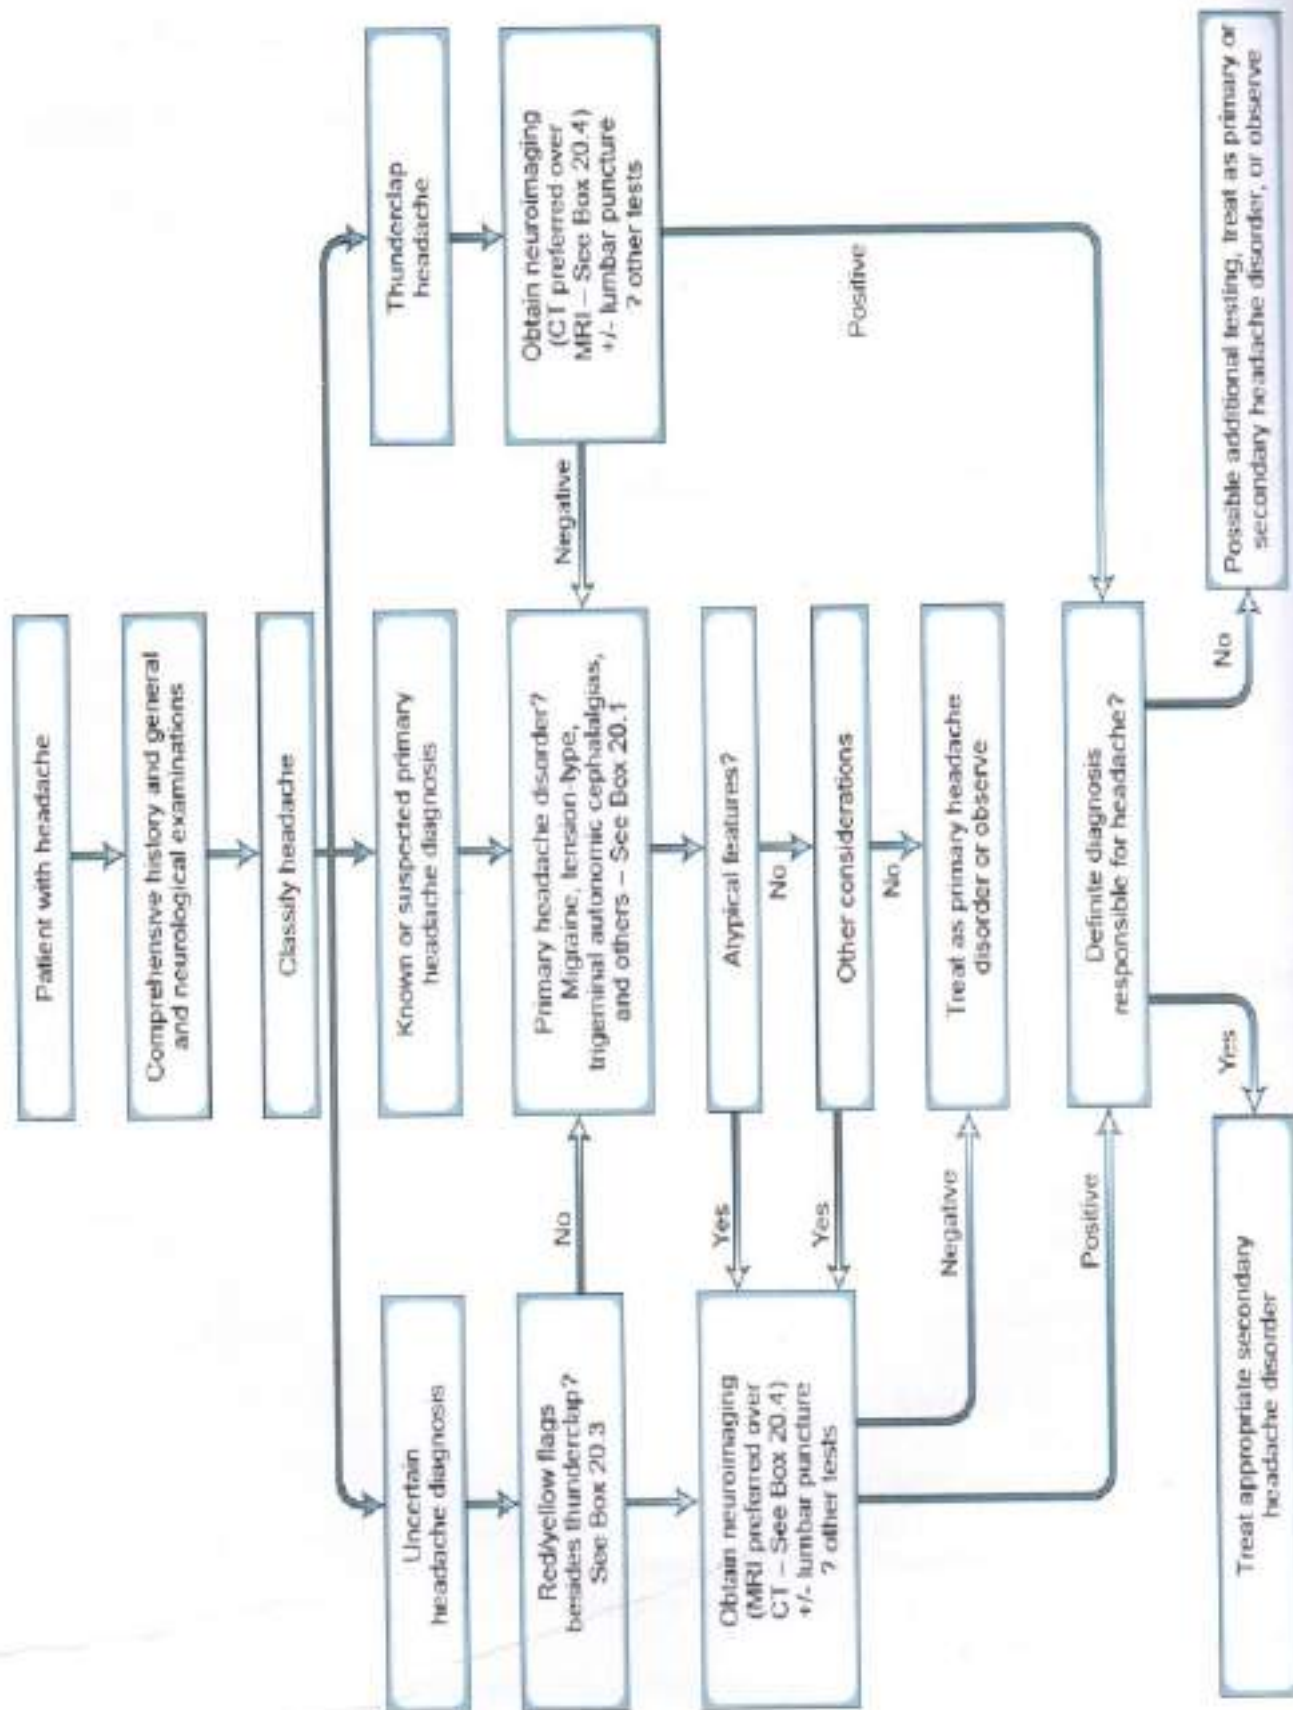 Patient with headache
Comprehensive history and general
and neurological examinations
Classify headache
Uncertain
headache diagnosis
Known or suspected primary
headache diagnosis
Thunderclap
headache
Red/yellow flags
besides thunderclap?
See Box 20.3
No
Primary headache disorder?
Migraine, tension-type,
trigeminal autonomic cephalalgias,
and others – See Box 20.1
Negative
Obtain neuroimaging
(CT preferred over
MRI – See Box 20.4)
+/- lumbar puncture
? other tests
Obtain neuroimaging
(MRI preferred over
CT – See Box 20.4)
+/- lumbar puncture
? other tests
Yes
Atypical features?
No
Yes
Other considerations
No
Negative
Treat as primary headache
disorder or observe
Positive
Positive
Definite diagnosis
responsible for headache?
Yes
No
Treat appropriate secondary
headache disorder
Possible additional testing, treat as primary or
secondary headache disorder, or observe